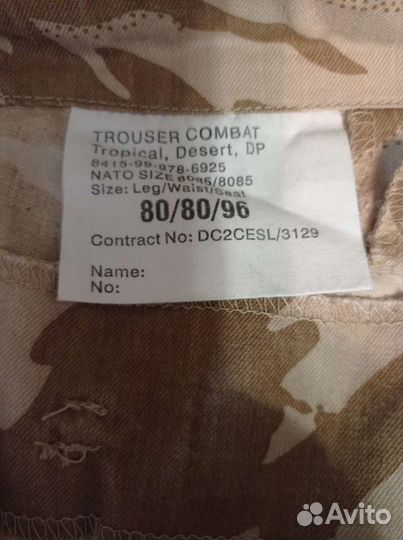 TROUSER COMBAT
Tropical, Desert, DP
8415-99-978-6925
NATO SIZE 8085/8085
Size: Leg/Waist/Seat
80/80/96
Contract No: DC2CESL/3129
Name:
No:
Avito